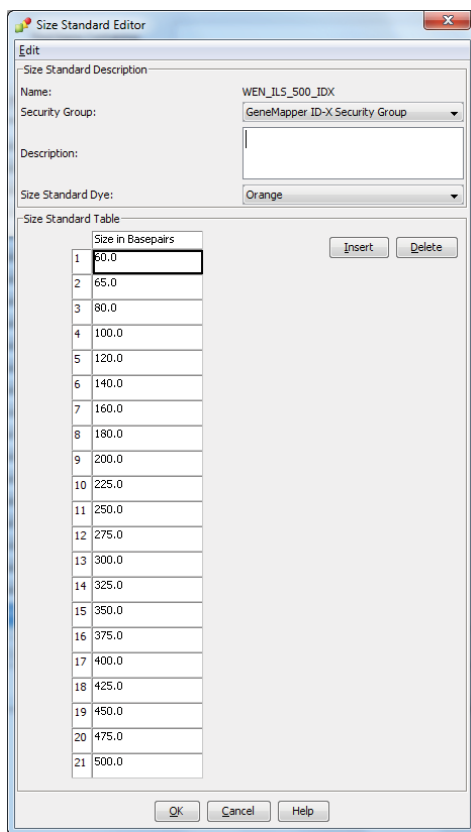 Size Standard Editor
Edit
Size Standard Description
Name: WEN_ILS_500_IDX
Security Group: GeneMapper ID-X Security Group
Description:
Size Standard Dye: Orange
Size Standard Table
Size in Basepairs
Insert Delete
1 60.0
2 65.0
3 80.0
4 100.0
5 120.0
6 140.0
7 160.0
8 180.0
9 200.0
10 225.0
11 250.0
12 275.0
13 300.0
14 325.0
15 350.0
16 375.0
17 400.0
18 425.0
19 450.0
20 475.0
21 500.0
OK Cancel Help